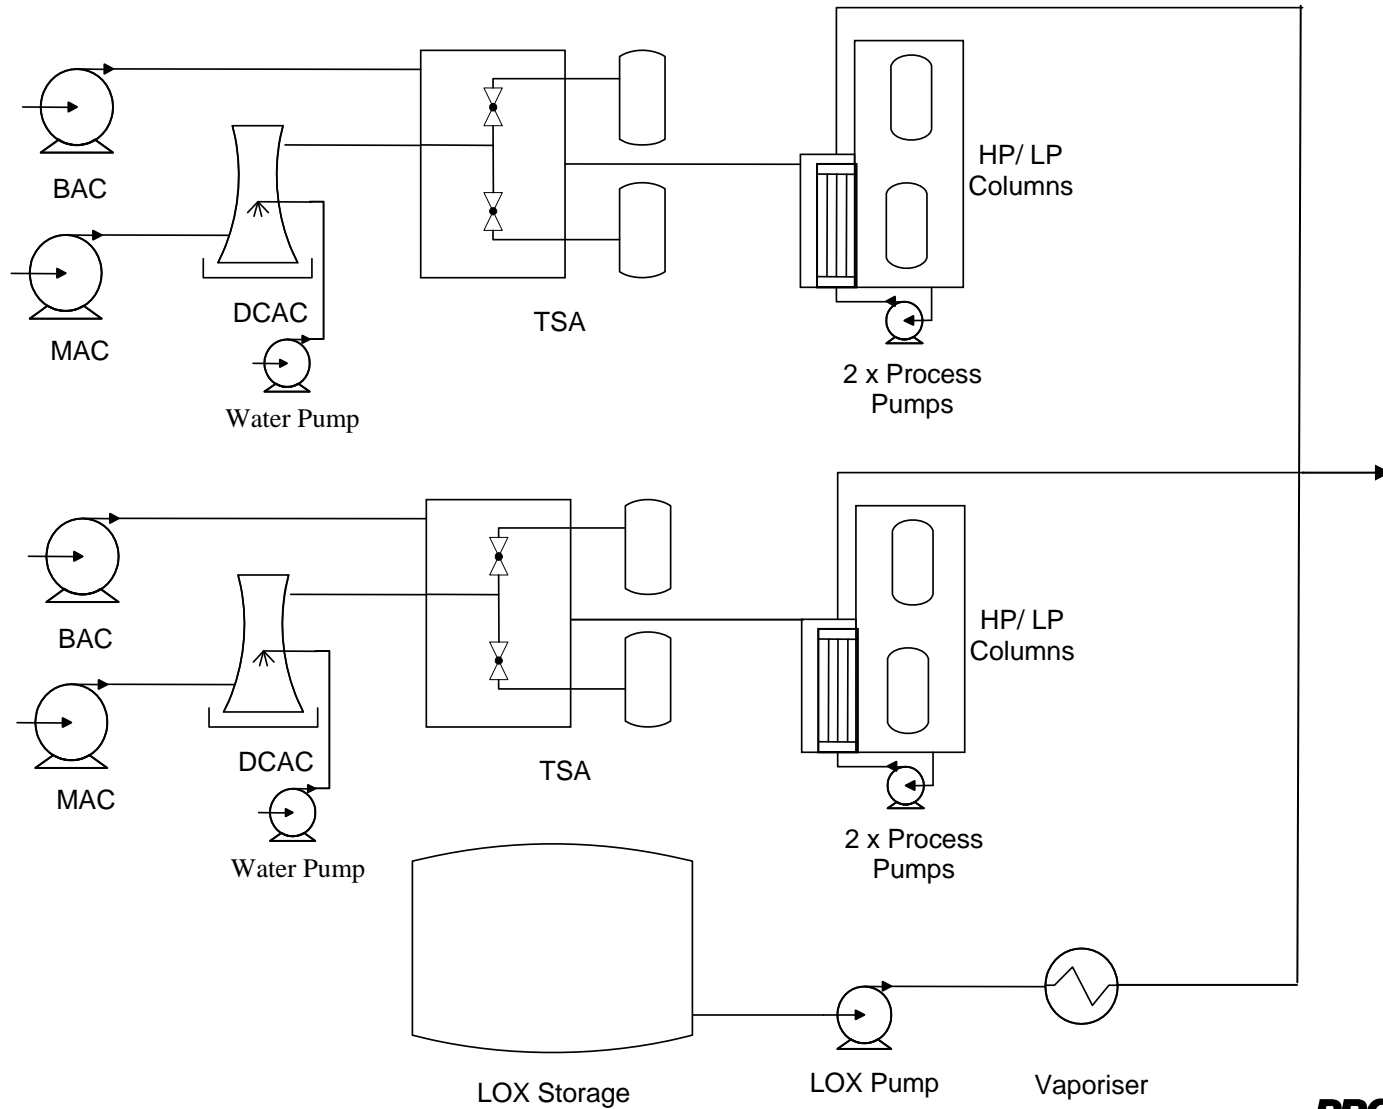 HP/ LP
Columns
BAC
DCAC
TSA
MAC
2 x Process
Pumps
Water Pump
HP/ LP
Columns
BAC
DCAC
TSA
MAC
2 x Process
Pumps
Water Pump
LOX Storage
LOX Pump
Vaporiser